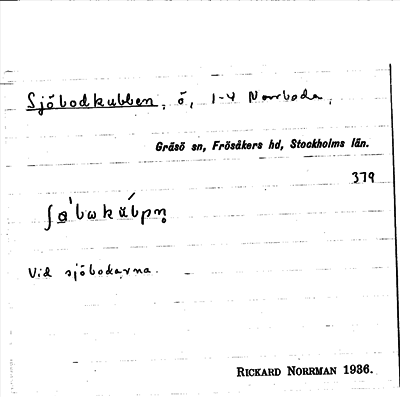 Sjöbodkubben, ö, 1-4 Norrboda,
Gräsö sn, Frösåkers hd, Stockholms län.
379
Vid sjöbodarna.
RICKARD NORRMAN 1936.